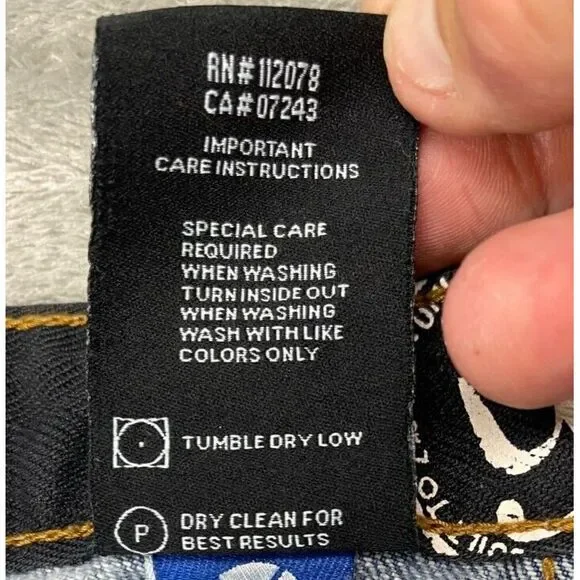 RN#112078
CA#07243
IMPORTANT
CARE INSTRUCTIONS
SPECIAL CARE
REQUIRED
WHEN WASHING
TURN INSIDE OUT
WHEN WASHING
WASH WITH LIKE
COLORS ONLY
TUMBLE DRY LOW
P
DRY CLEAN FOR
BEST RESULTS